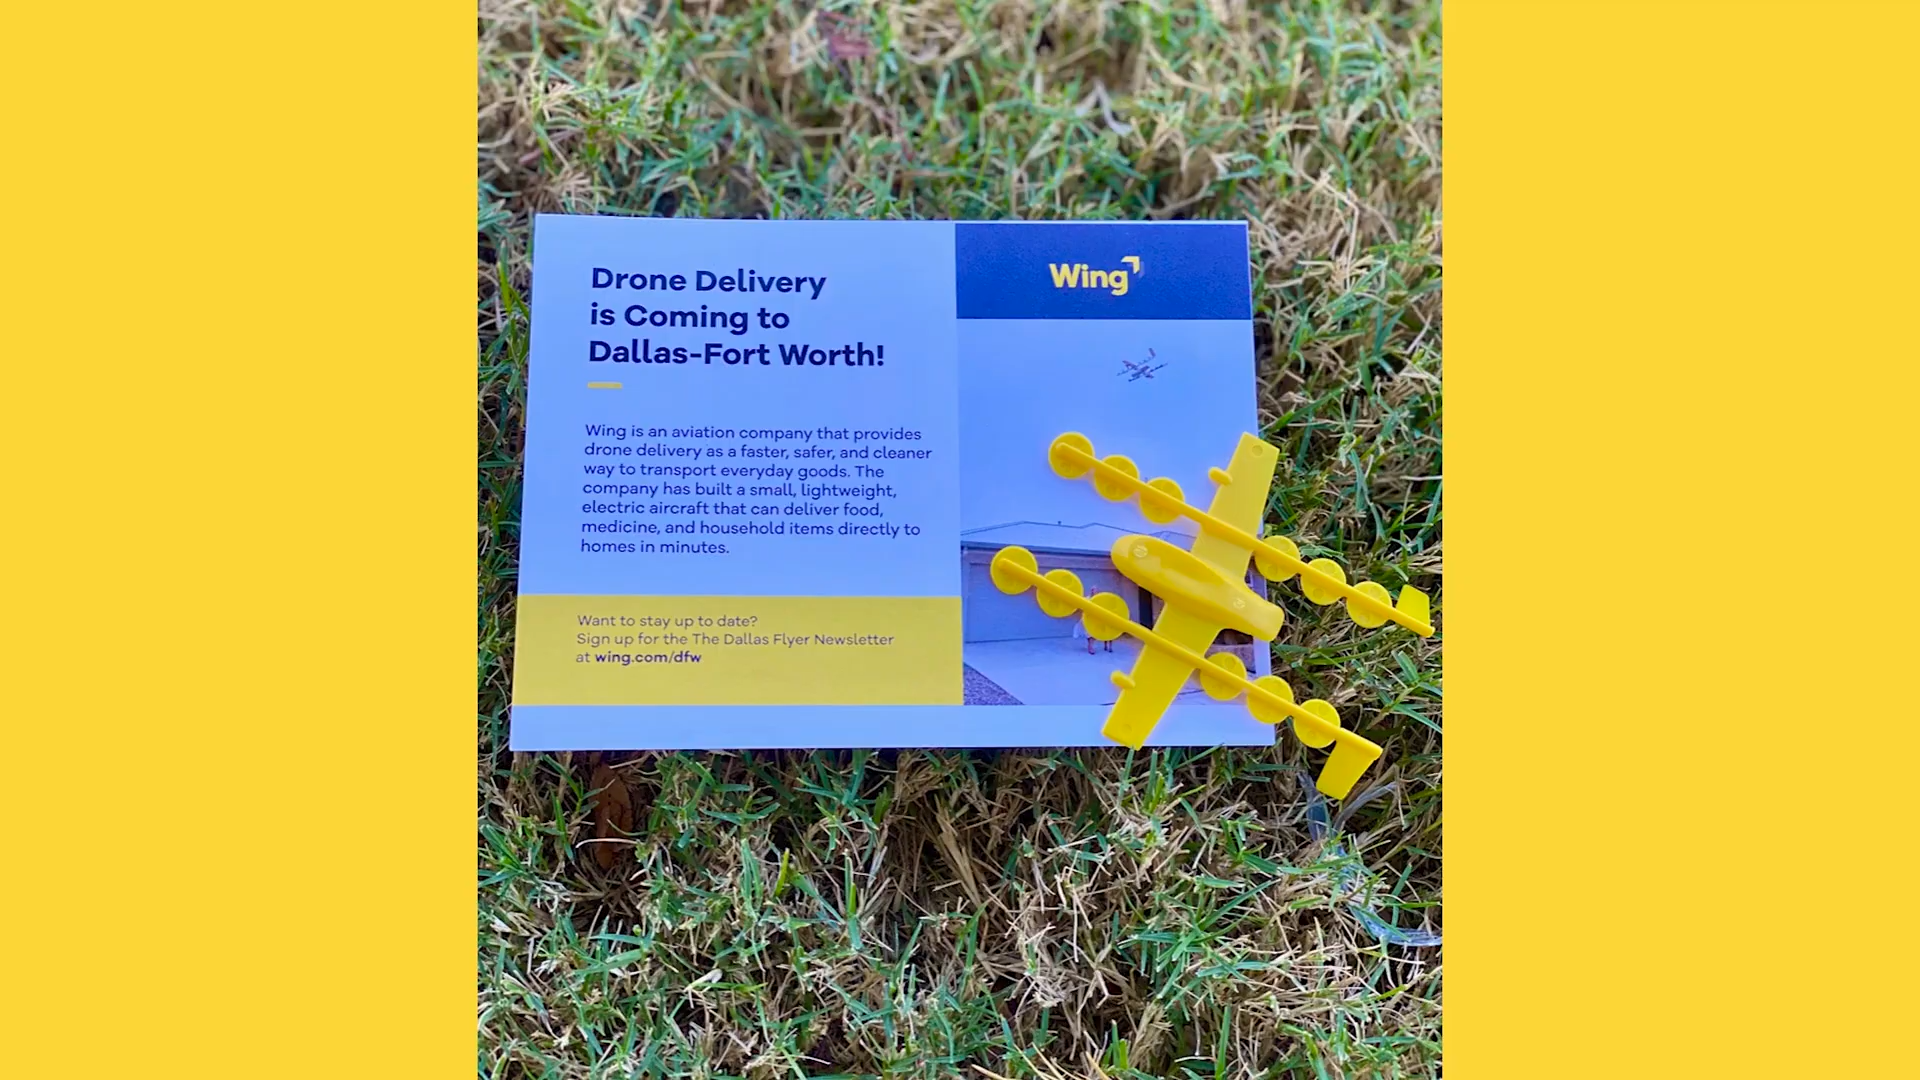 Drone Delivery
is Coming to
Dallas-Fort Worth!
Wing is an aviation company that provides
drone delivery as a faster, safer, and cleaner
way to transport everyday goods. The
company has built a small, lightweight,
electric aircraft that can deliver food,
medicine, and household items directly to
homes in minutes.
Want to stay up to date?
Sign up for the The Dallas Flyer Newsletter
at wing.com/dfw
Wing